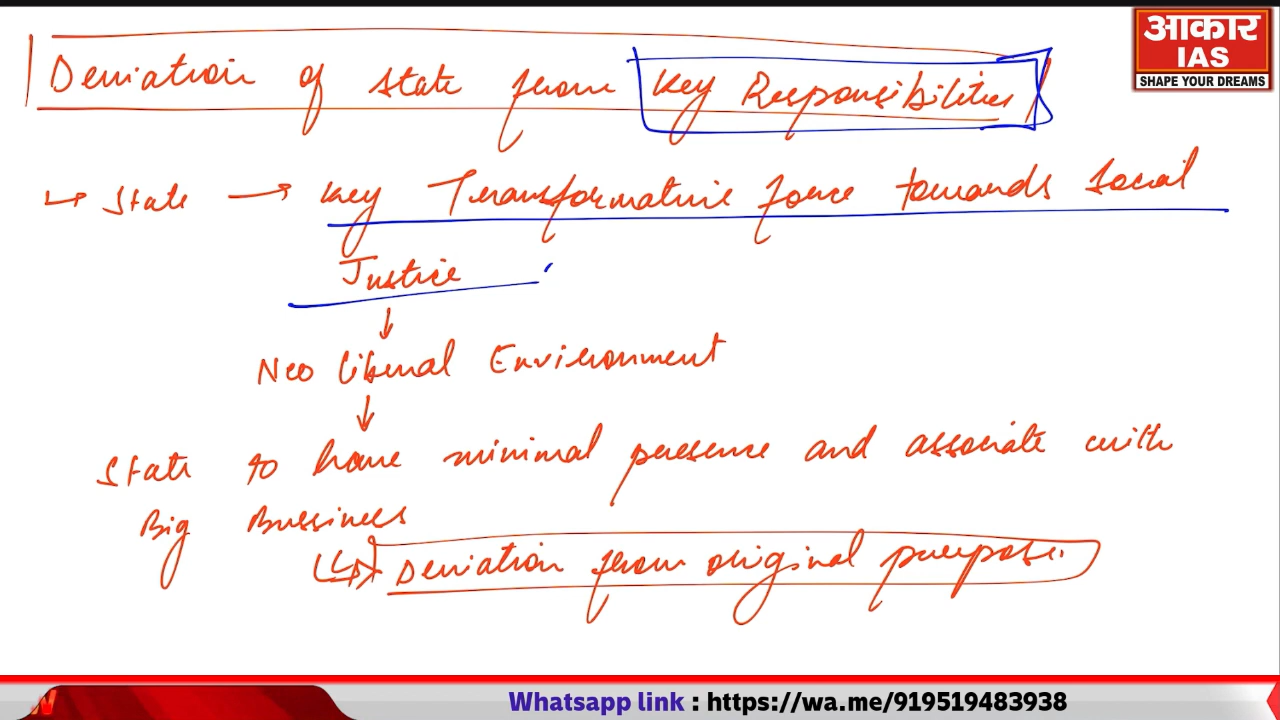 आकार
IAS
SHAPE YOUR DREAMS
Deviation of state from Key Responsibilities
↳ State → Key Transformative force towards Social
Justice
↓
Neo liberal Environment
↓
State to have minimal presence and associate with
Big Bussiness
↳ Deviation from original purpose.
Whatsapp link : https://wa.me/919519483938